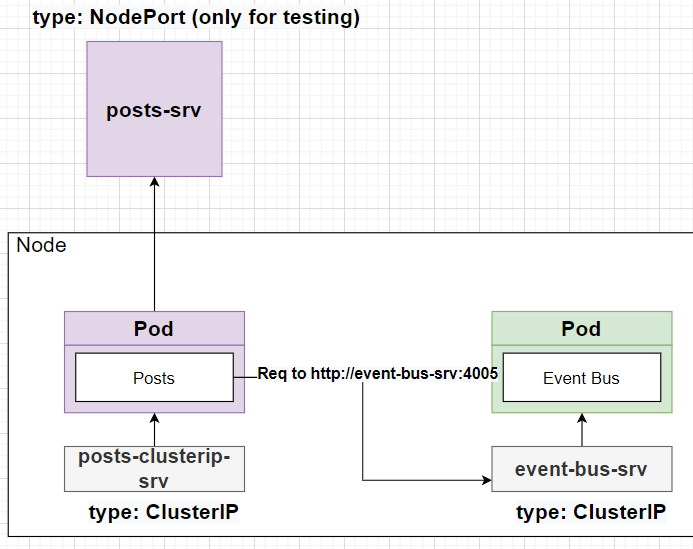 type: NodePort (only for testing)
posts-srv
Node
Pod
Pod
Posts
Req to http://event-bus-srv:4005
Event Bus
posts-clusterip-
srv
event-bus-srv
type: ClusterIP
type: ClusterIP